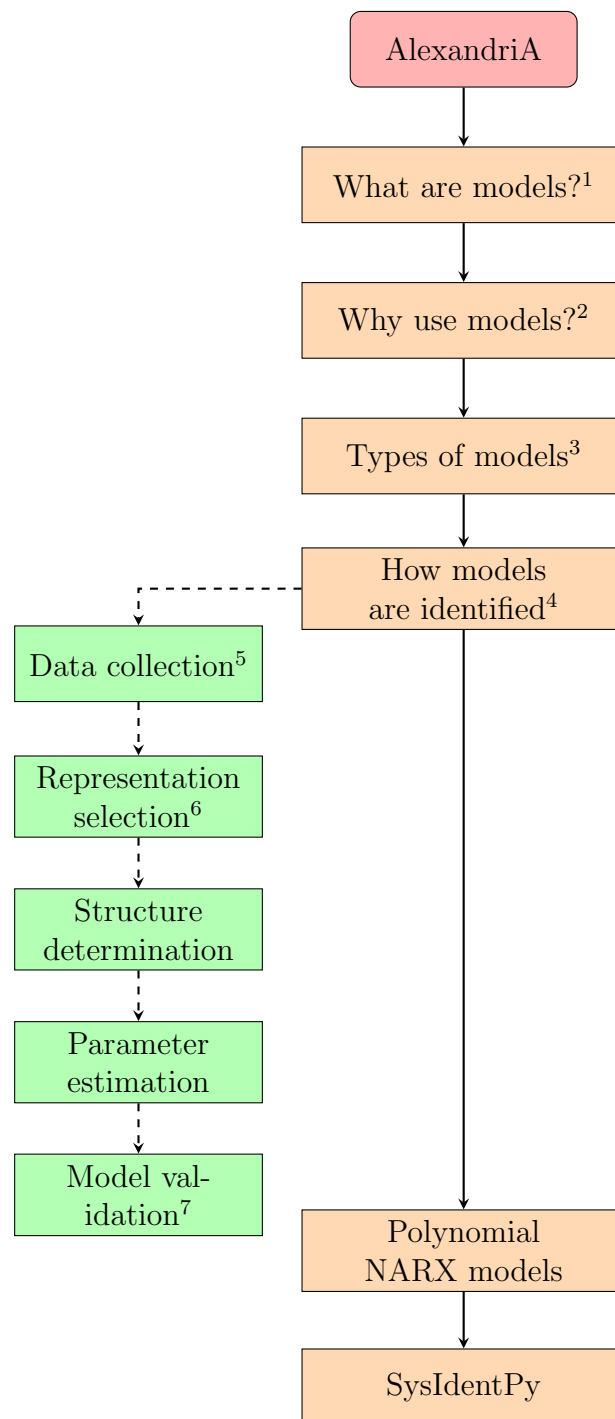 AlexandriA
What are models?¹
Why use models?²
Types of models³
How models
are identified⁴
Data collection⁵
Representation
selection⁶
Structure
determination
Parameter
estimation
Model val-
idation⁷
Polynomial
NARX models
SysIdentPy